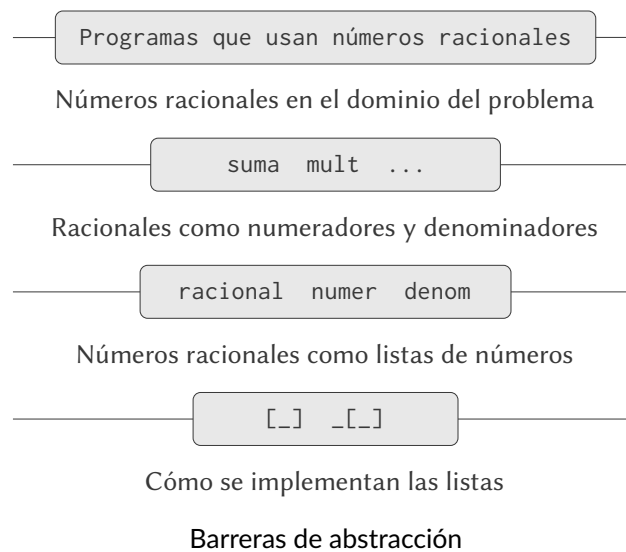 Programas que usan números racionales
Números racionales en el dominio del problema
suma mult ...
Racionales como numeradores y denominadores
racional numer denom
Números racionales como listas de números
[_] _[_]
Cómo se implementan las listas
Barreras de abstracción